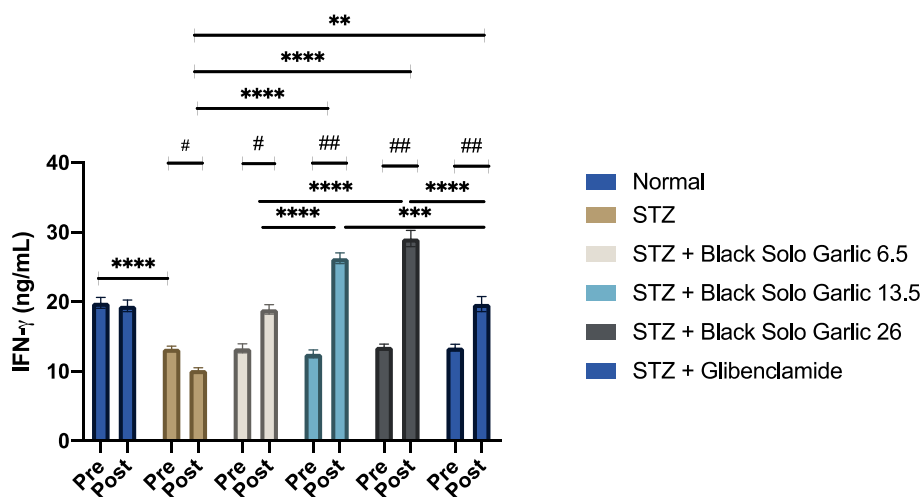 **
****
****
# # ## ## ##
40
**** ****
**** ***
30
****
20
10
0
IFN-γ (ng/mL)
Pre Post Pre Post Pre Post Pre Post Pre Post Pre Post
Normal
STZ
STZ + Black Solo Garlic 6.5
STZ + Black Solo Garlic 13.5
STZ + Black Solo Garlic 26
STZ + Glibenclamide